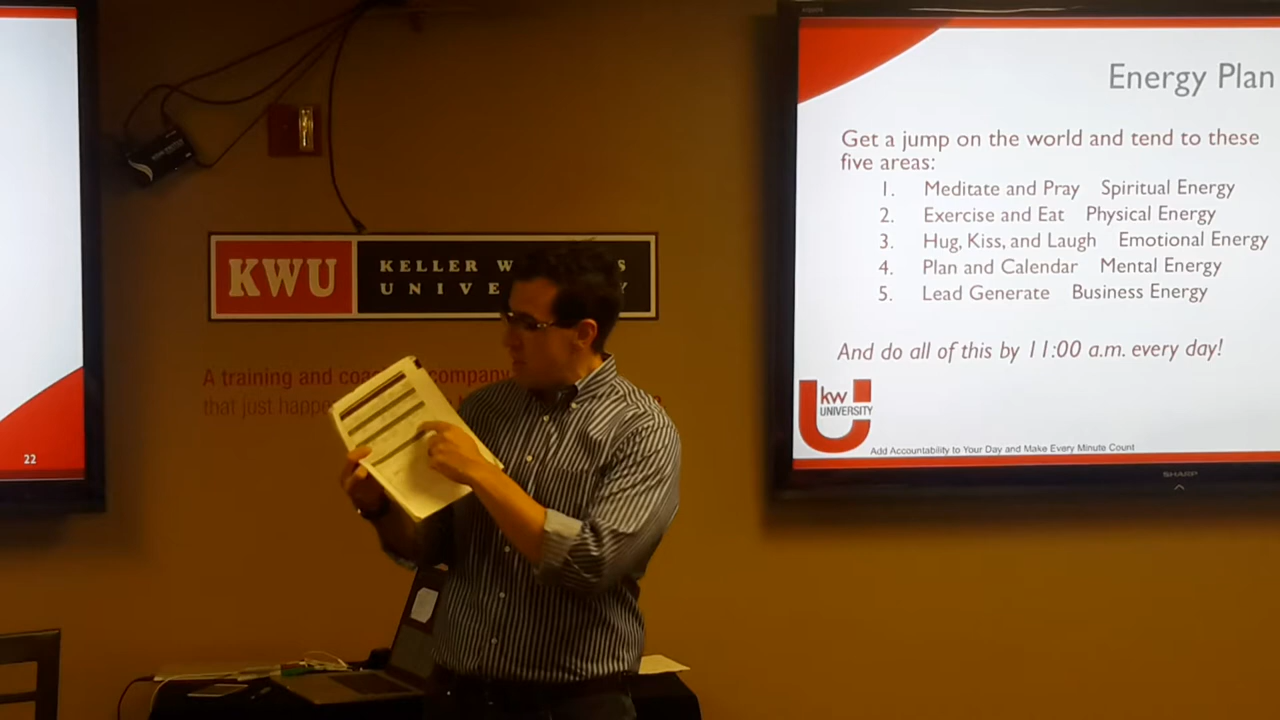 22
KWU
KELLER W S
UNIVE Y
A training and coa company
that just happe
Energy Plan
Get a jump on the world and tend to these
five areas:
1. Meditate and Pray Spiritual Energy
2. Exercise and Eat Physical Energy
3. Hug, Kiss, and Laugh Emotional Energy
4. Plan and Calendar Mental Energy
5. Lead Generate Business Energy
And do all of this by 11:00 a.m. every day!
kw
UNIVERSITY
Add Accountability to Your Day and Make Every Minute Count
SHARP